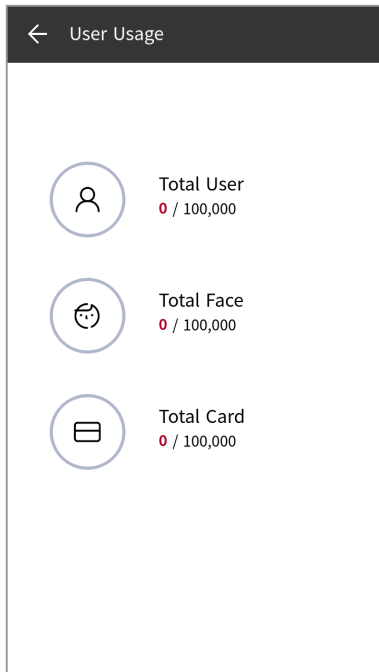 User Usage
Total User
0 / 100,000
Total Face
0 / 100,000
Total Card
0 / 100,000